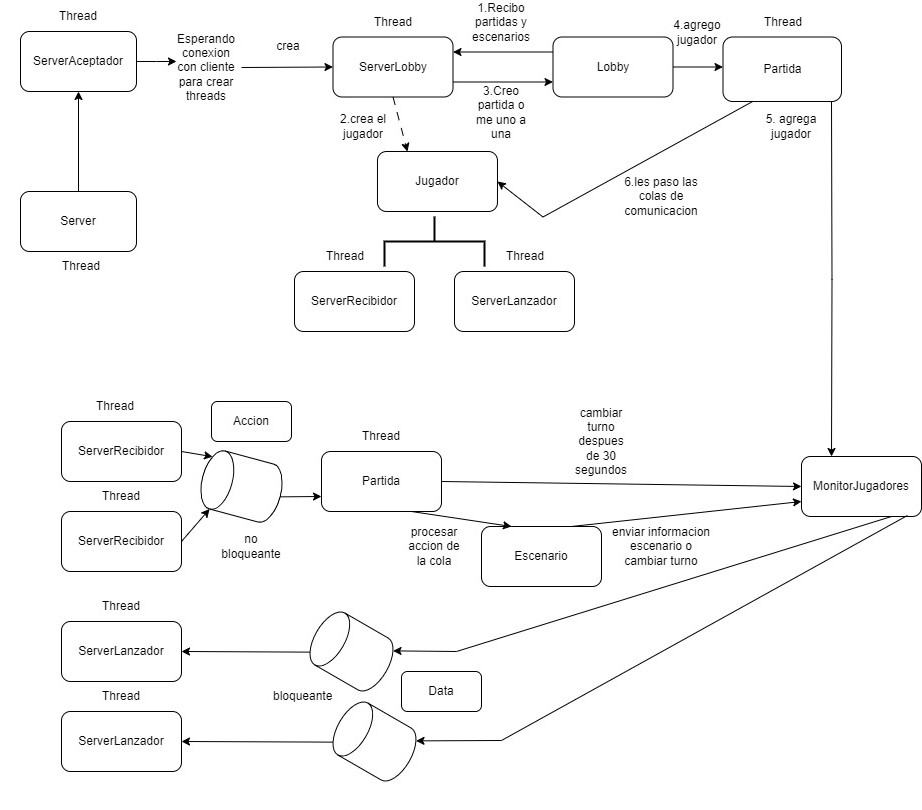 Thread
ServerAceptador
Esperando
conexion
con cliente
para crear
threads
crea
Thread
ServerLobby
1.Recibo
partidas y
escenarios
Lobby
4.agrego
jugador
Thread
Partida
3.Creo
partida o
me uno a
una
2.crea el
jugador
5. agrega
jugador
Jugador
6.les paso las
colas de
comunicacion
Server
Thread
Thread
ServerRecibidor
Thread
ServerLanzador
Thread
ServerRecibidor
Accion
Thread
ServerRecibidor
no
bloqueante
Thread
Partida
cambiar
turno
despues
de 30
segundos
MonitorJugadores
procesar
accion de
la cola
Escenario
enviar informacion
escenario o
cambiar turno
Thread
ServerLanzador
bloqueante
Data
Thread
ServerLanzador